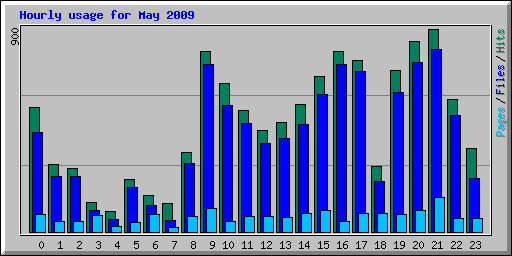 Hourly usage for May 2009
900
Pages / Files / Hits
0 1 2 3 4 5 6 7 8 9 10 11 12 13 14 15 16 17 18 19 20 21 22 23